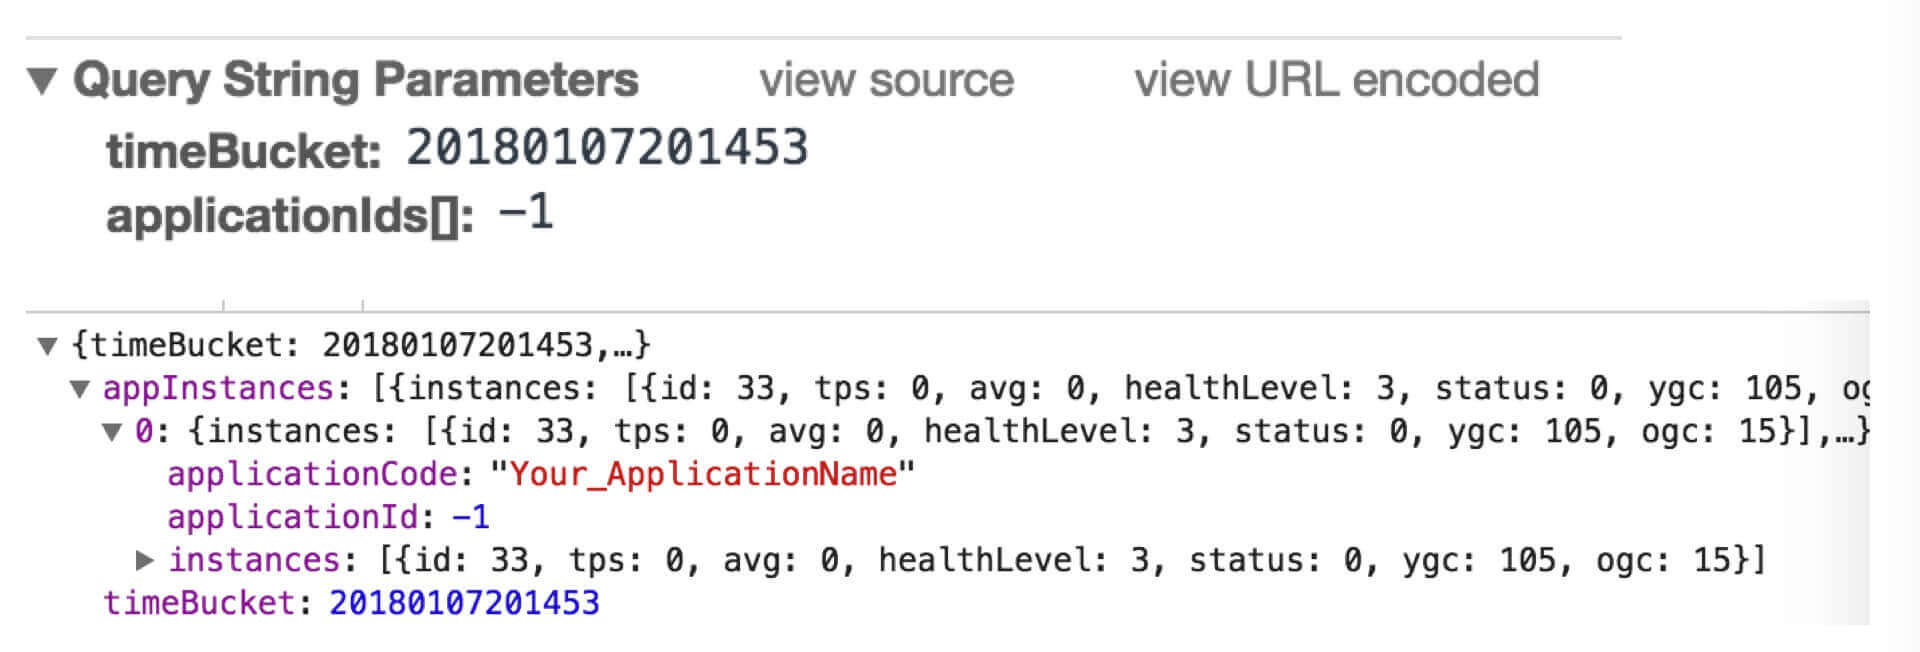 ▼ Query String Parameters view source view URL encoded
timeBucket: 20180107201453
applicationIds[]: -1
▼ {timeBucket: 20180107201453,…}
▼ appInstances: [{instances: [{id: 33, tps: 0, avg: 0, healthLevel: 3, status: 0, ygc: 105, og
▼ 0: {instances: [{id: 33, tps: 0, avg: 0, healthLevel: 3, status: 0, ygc: 105, ogc: 15}],…}
applicationCode: "Your_ApplicationName"
applicationId: -1
▶ instances: [{id: 33, tps: 0, avg: 0, healthLevel: 3, status: 0, ygc: 105, ogc: 15}]
timeBucket: 20180107201453